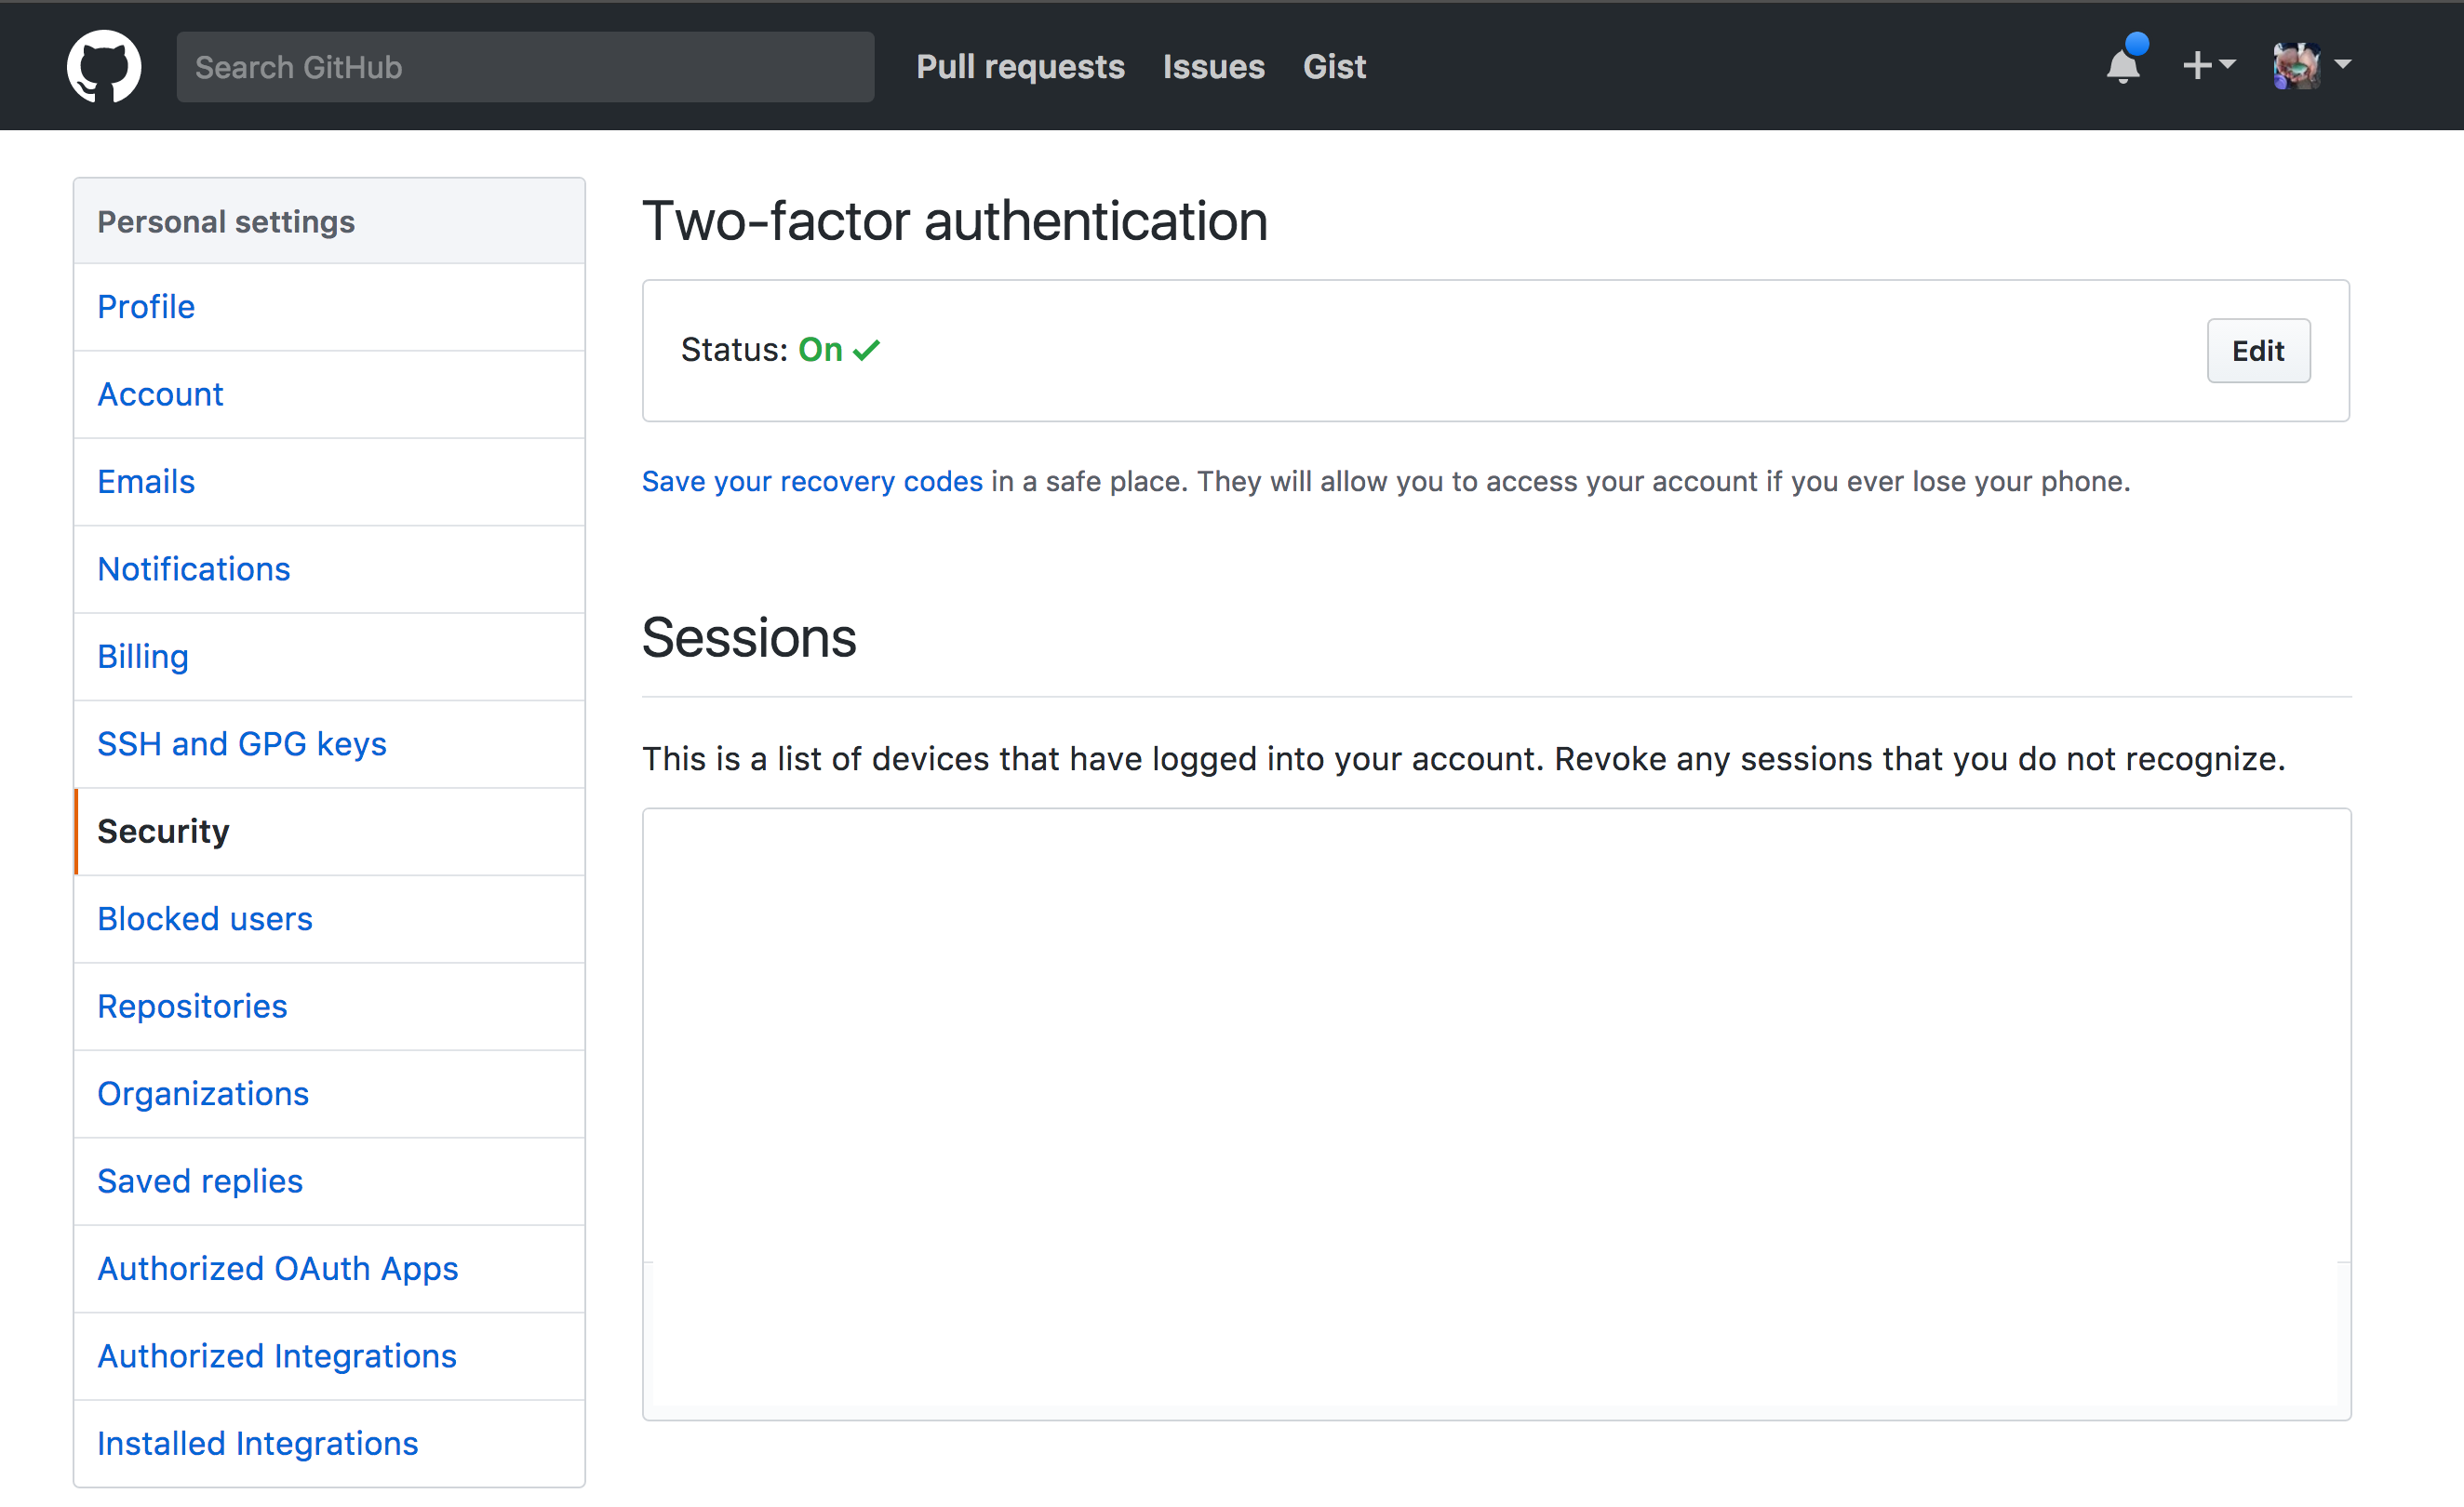 Search GitHub
Pull requests
Issues
Gist
Personal settings
Profile
Account
Emails
Notifications
Billing
SSH and GPG keys
Security
Blocked users
Repositories
Organizations
Saved replies
Authorized OAuth Apps
Authorized Integrations
Installed Integrations
Two-factor authentication
Status: On
Edit
Save your recovery codes in a safe place. They will allow you to access your account if you ever lose your phone.
Sessions
This is a list of devices that have logged into your account. Revoke any sessions that you do not recognize.